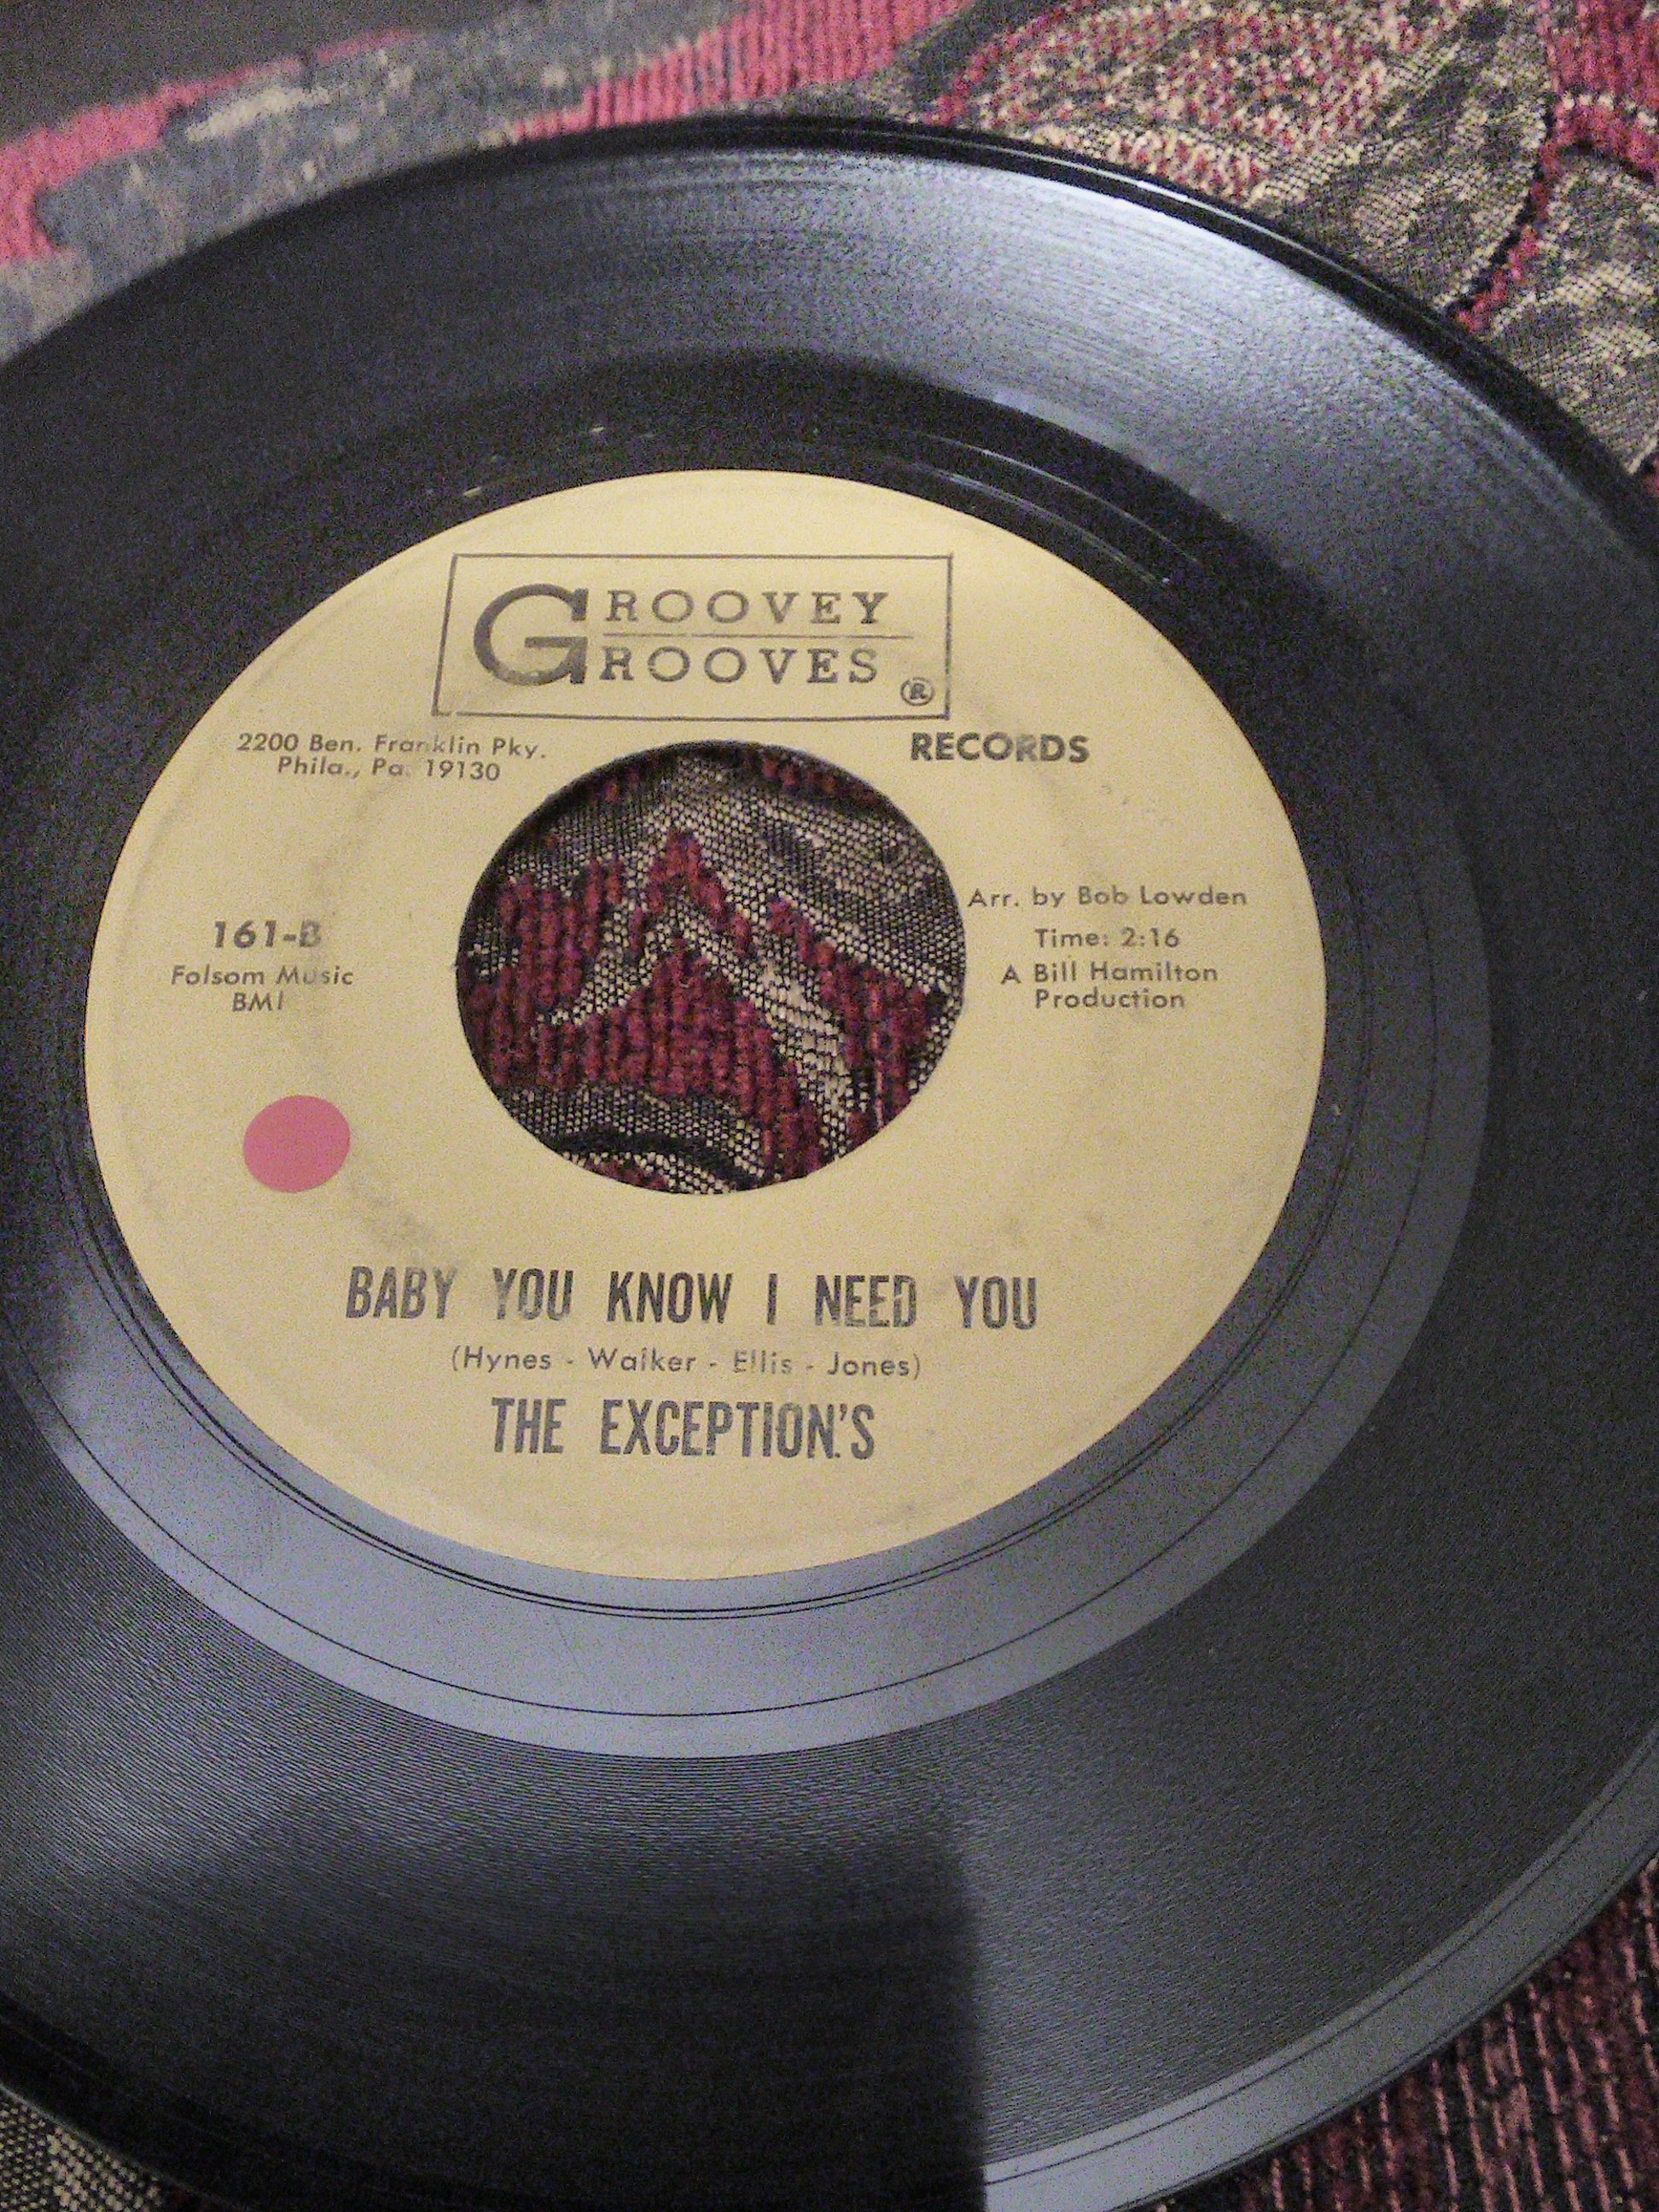 GROOVEY
GROOVES ®
RECORDS
2200 Ben. Franklin Pky.
Phila., Pa. 19130
161-B
Folsom Music
BMI
Arr. by Bob Lowden
Time: 2:16
A Bill Hamilton
Production
BABY YOU KNOW I NEED YOU
(Hynes - Walker - Ellis - Jones)
THE EXCEPTION'S